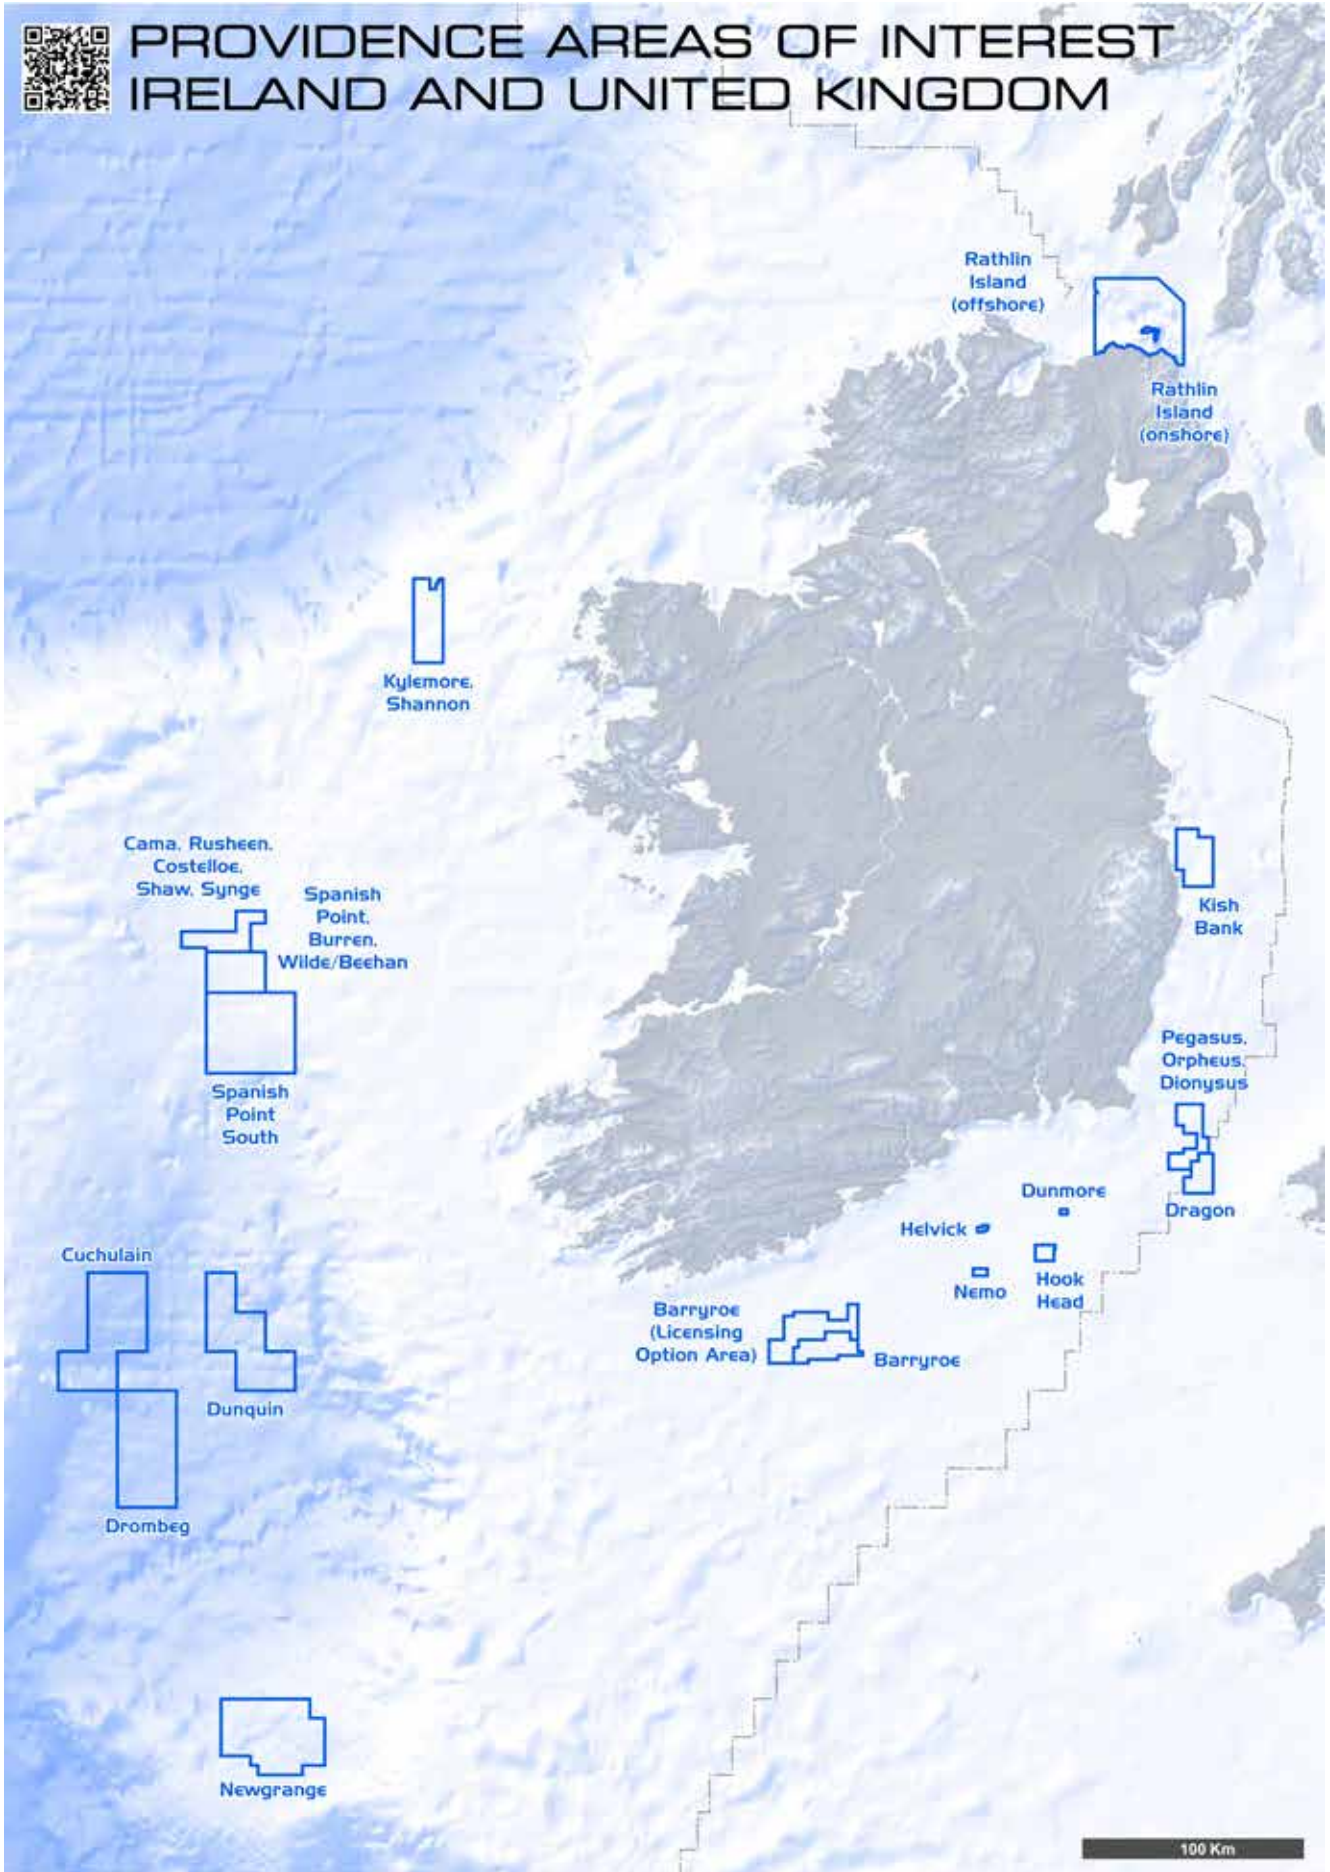 PROVIDENCE AREAS OF INTEREST
IRELAND AND UNITED KINGDOM
Rathlin
Island
(offshore)
Rathlin
Island
(onshore)
Kylemore,
Shannon
Cama, Rusheen,
Costelloe,
Shaw, Synge
Spanish
Point,
Burren,
Wilde/Beehan
Kish
Bank
Spanish
Point
South
Pegasus,
Orpheus,
Dionysus
Dragon
Dunmore
Helvick
Nemo
Hook
Head
Cuchulain
Dunquin
Barryroe
(Licensing
Option Area)
Barryroe
Drombeg
Newgrange
100 Km